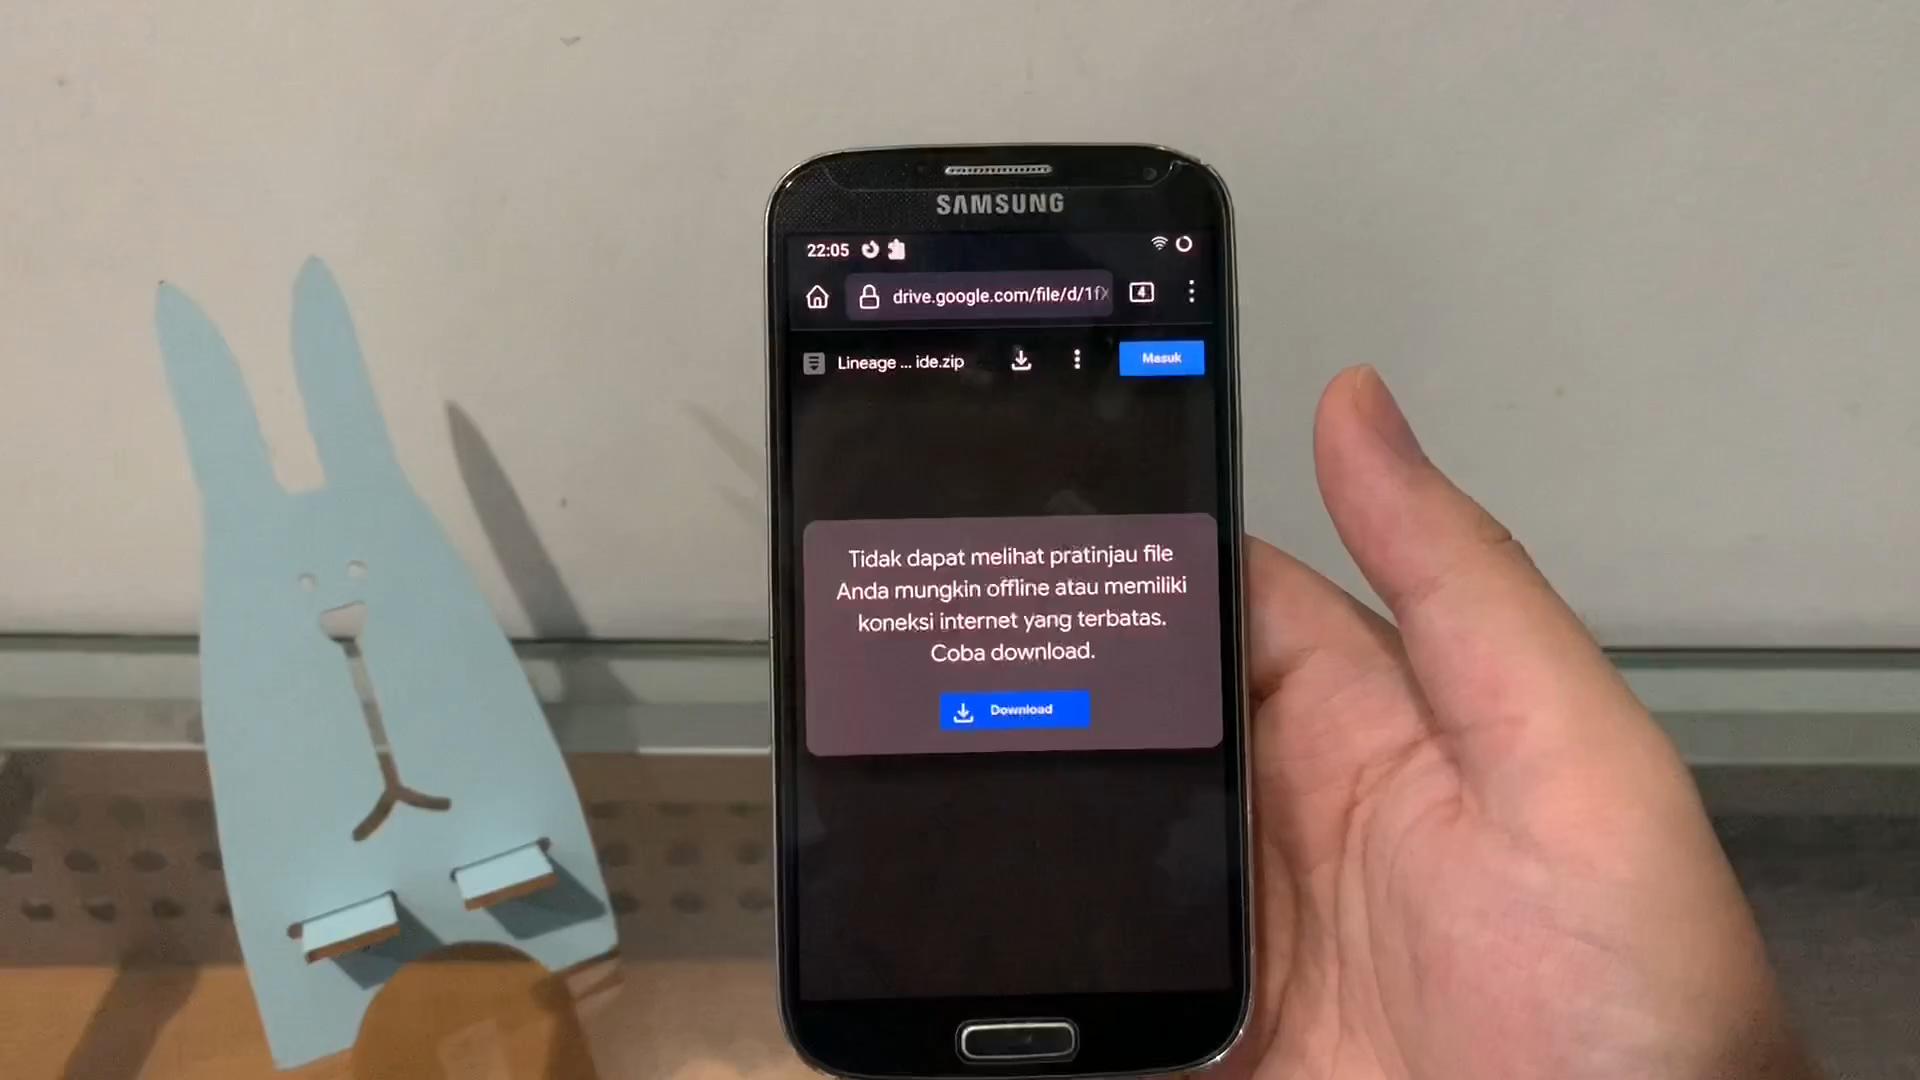 SAMSUNG
22:05
drive.google.com/file/d/1fX
4
Lineage ... ide.zip
Masuk
Tidak dapat melihat pratinjau file
Anda mungkin offline atau memiliki
koneksi internet yang terbatas.
Coba download.
Download